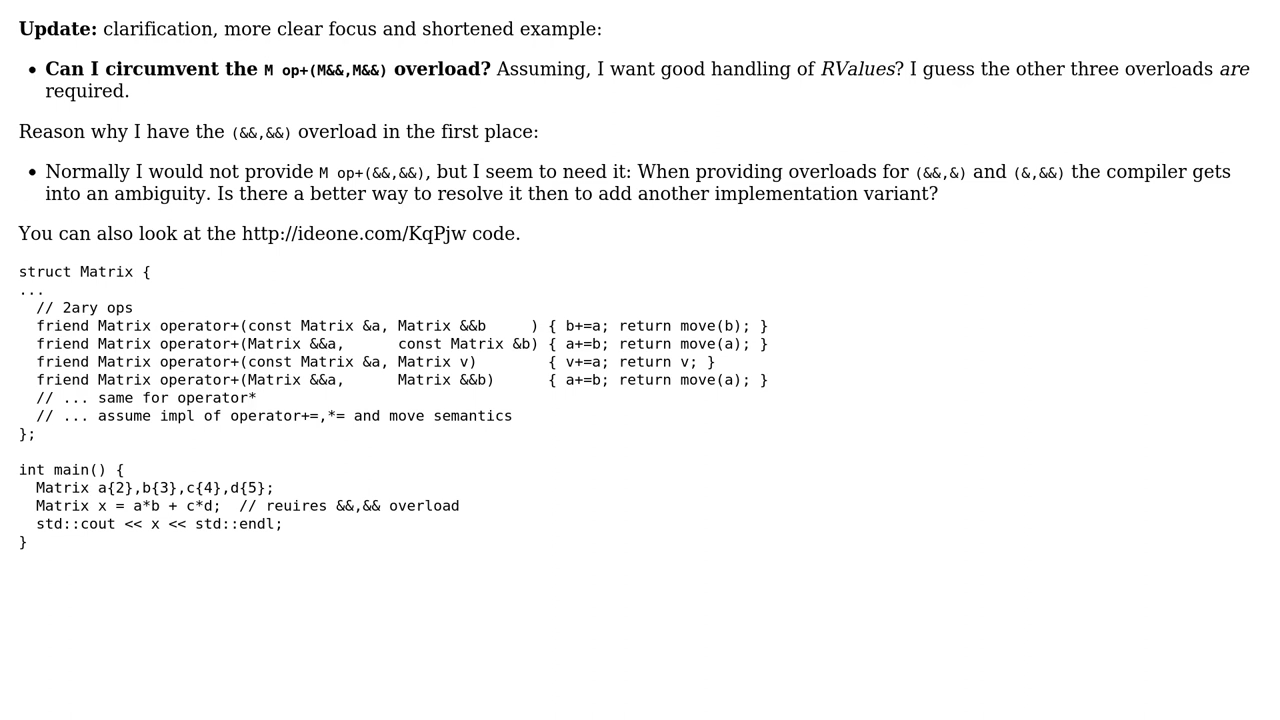 Update: clarification, more clear focus and shortened example:
• Can I circumvent the M op+(M&&,M&&) overload? Assuming, I want good handling of RValues? I guess the other three overloads are
required.
Reason why I have the (&&,&&) overload in the first place:
• Normally I would not provide M op+(&&,&&), but I seem to need it: When providing overloads for (&&,&) and (&,&&) the compiler gets
into an ambiguity. Is there a better way to resolve it then to add another implementation variant?
You can also look at the http://ideone.com/KqPjw code.
struct Matrix {
...
  // 2ary ops
  friend Matrix operator+(const Matrix &a, Matrix &&b     ) { b+=a; return move(b); }
  friend Matrix operator+(Matrix &&a,      const Matrix &b) { a+=b; return move(a); }
  friend Matrix operator+(const Matrix &a, Matrix v)        { v+=a; return v; }
  friend Matrix operator+(Matrix &&a,      Matrix &&b)      { a+=b; return move(a); }
  // ... same for operator*
  // ... assume impl of operator+=,*= and move semantics
};
int main() {
  Matrix a{2},b{3},c{4},d{5};
  Matrix x = a*b + c*d;  // reuires &&,&& overload
  std::cout << x << std::endl;
}